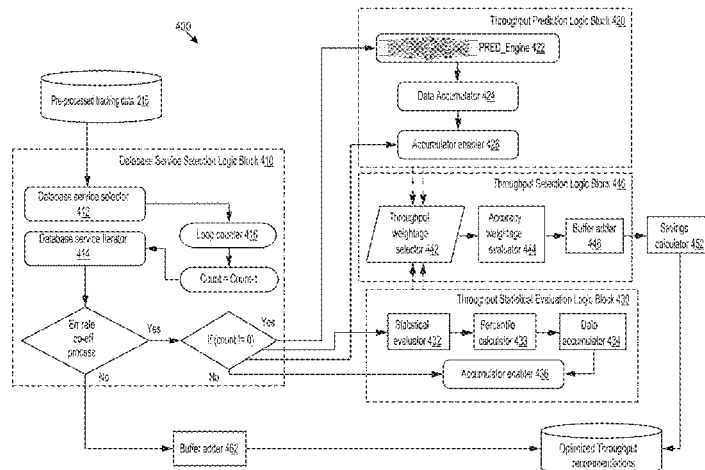 400
Throughput Prediction Logic Block 420
PRED_Engine 422
Data Accumulator 424
Accumulator enabler 426
Pre-processed tracking data 218
Database Service Selection Logic Block 410
Database service selector
412
Database service iterator
414
Loop counter 416
Count = Count-1
Err rate
co-eff
process
Yes
No
If (count != 0)
Yes
No
Throughput Selection Logic Block 440
Throughput
weightage
selector 442
Accuracy
weightage
evaluator 444
Buffer adder
446
Savings
calculator 452
Throughput Statistical Evaluation Logic Block 430
Statistical
evaluator 432
Percentile
calculator 433
Data
accumulator 434
Accumulator enabler 436
Buffer adder 462
Optimized Throughput
recommendations